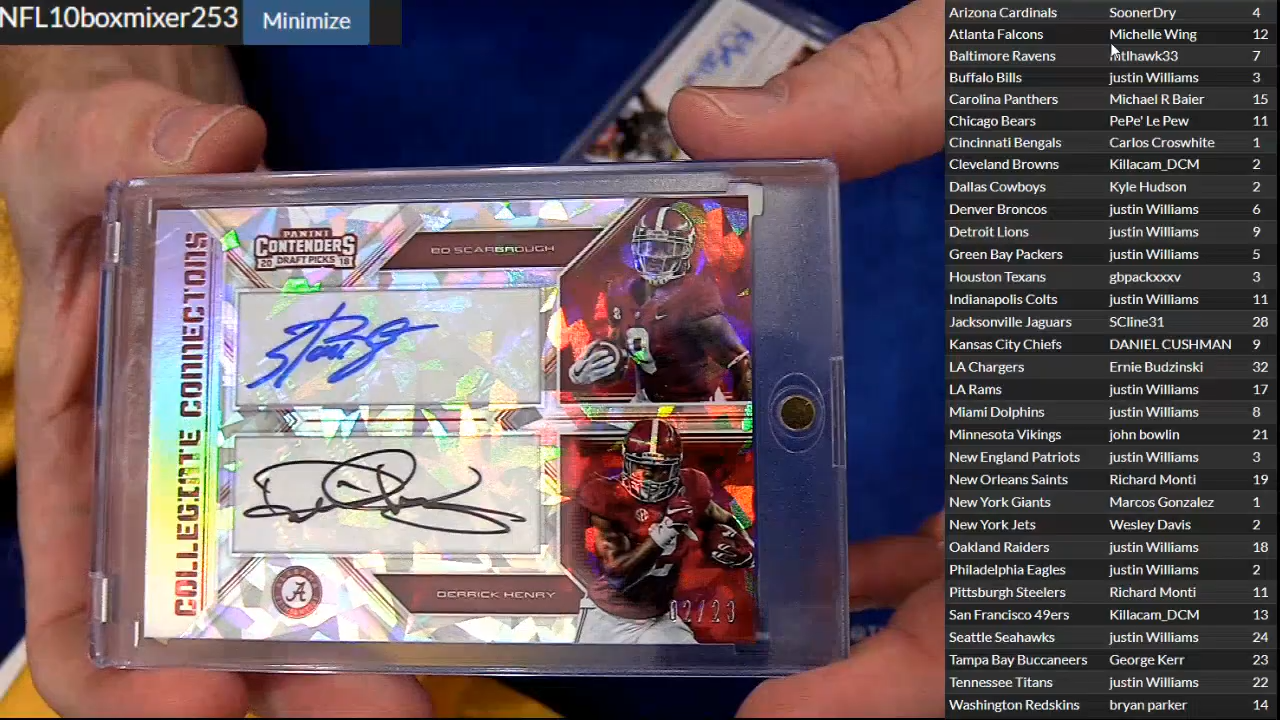 NFL10boxmixer253 Minimize
PANINI
CONTENDERS
20 DRAFT PICKS 18
BO SCARBROUGH
COLLEGIATE CONNECTIONS
DERRICK HENRY
A
02/23
Arizona Cardinals SoonerDry 4
Atlanta Falcons Michelle Wing 12
Baltimore Ravens mtlhawk33 7
Buffalo Bills justin Williams 3
Carolina Panthers Michael R Baier 15
Chicago Bears PePe' Le Pew 11
Cincinnati Bengals Carlos Croswhite 1
Cleveland Browns Killacam_DCM 2
Dallas Cowboys Kyle Hudson 2
Denver Broncos justin Williams 6
Detroit Lions justin Williams 9
Green Bay Packers justin Williams 5
Houston Texans gbpackxxxv 3
Indianapolis Colts justin Williams 11
Jacksonville Jaguars SCline31 28
Kansas City Chiefs DANIEL CUSHMAN 9
LA Chargers Ernie Budzinski 32
LA Rams justin Williams 17
Miami Dolphins justin Williams 8
Minnesota Vikings john bowlin 21
New England Patriots justin Williams 3
New Orleans Saints Richard Monti 19
New York Giants Marcos Gonzalez 1
New York Jets Wesley Davis 2
Oakland Raiders justin Williams 18
Philadelphia Eagles justin Williams 2
Pittsburgh Steelers Richard Monti 11
San Francisco 49ers Killacam_DCM 13
Seattle Seahawks justin Williams 24
Tampa Bay Buccaneers George Kerr 23
Tennessee Titans justin Williams 22
Washington Redskins bryan parker 14